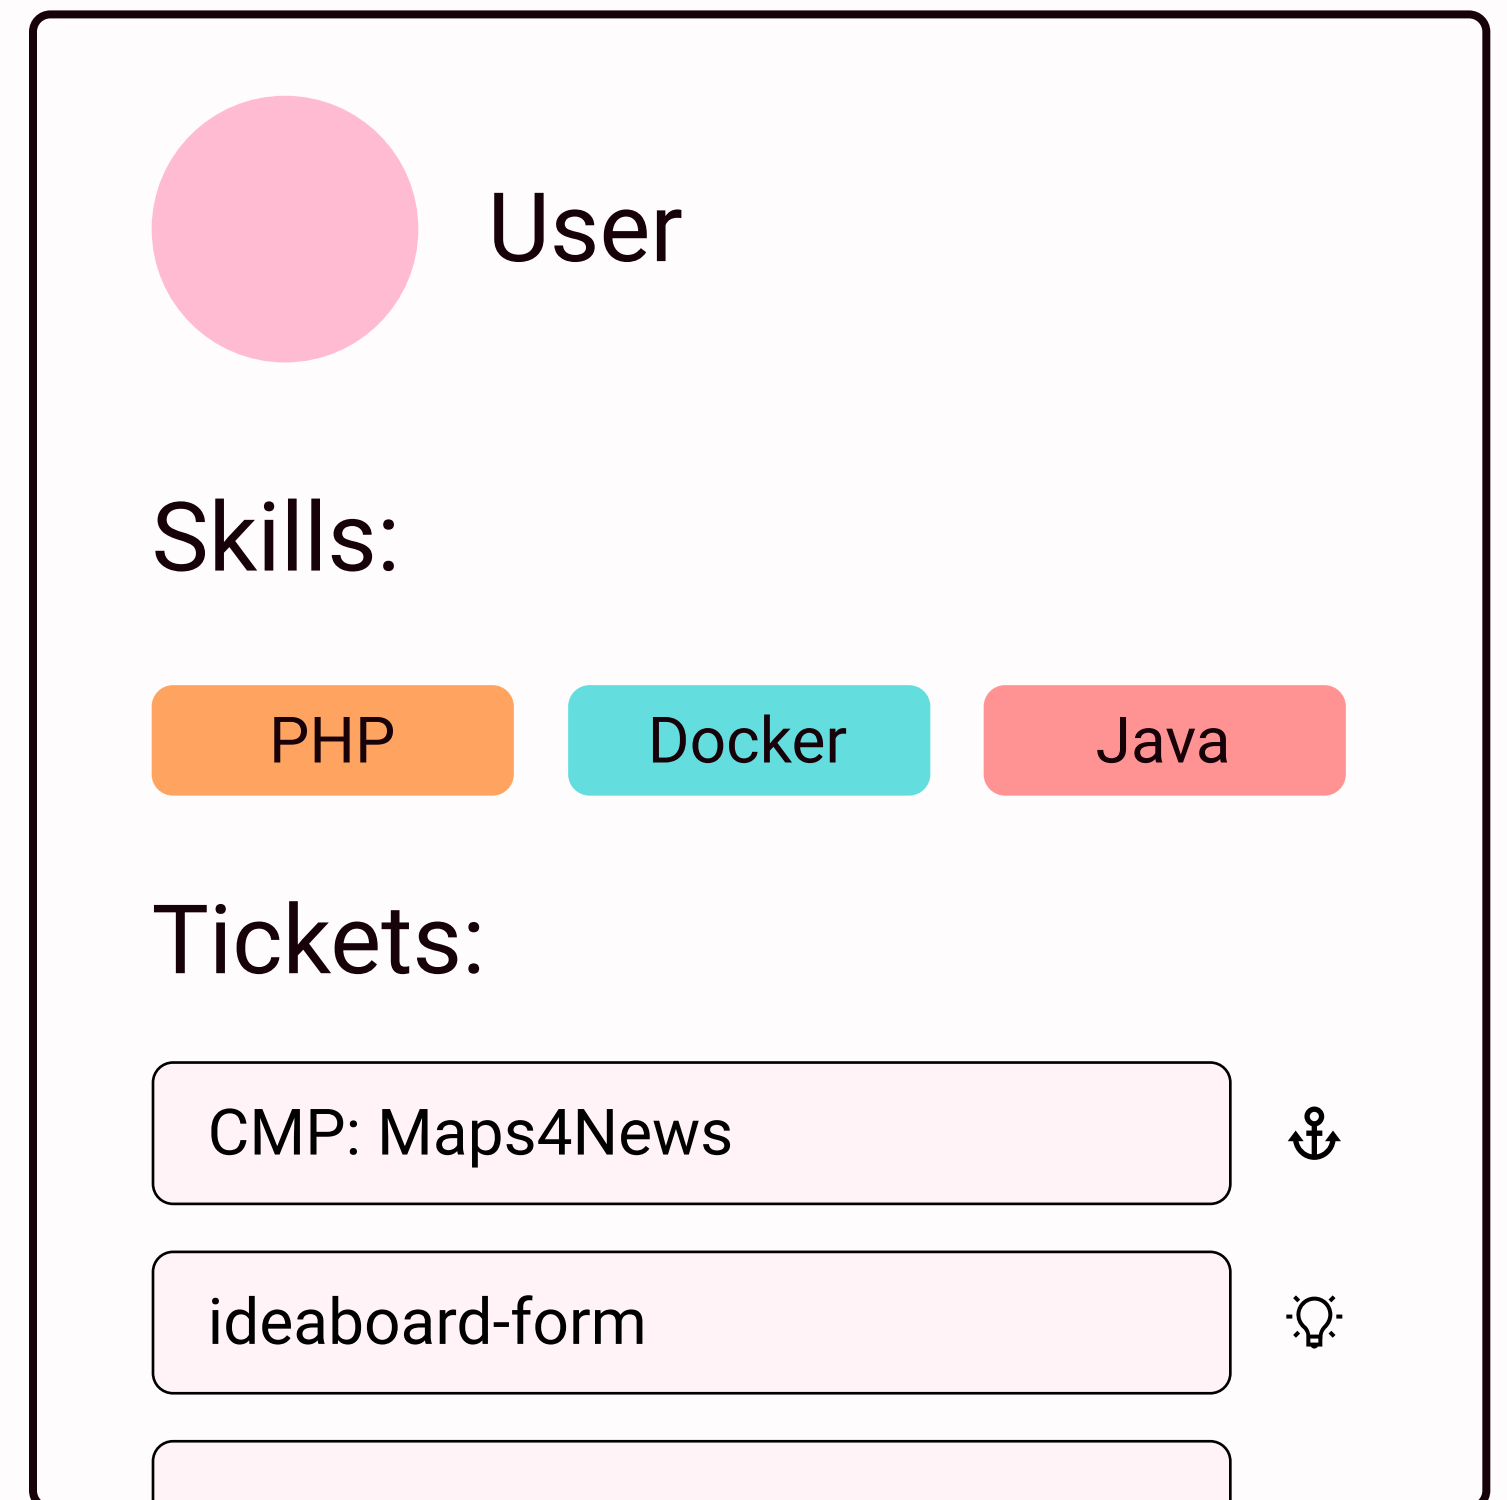 User
Skills:
PHP Docker Java
Tickets:
CMP: Maps4News
ideaboard-form